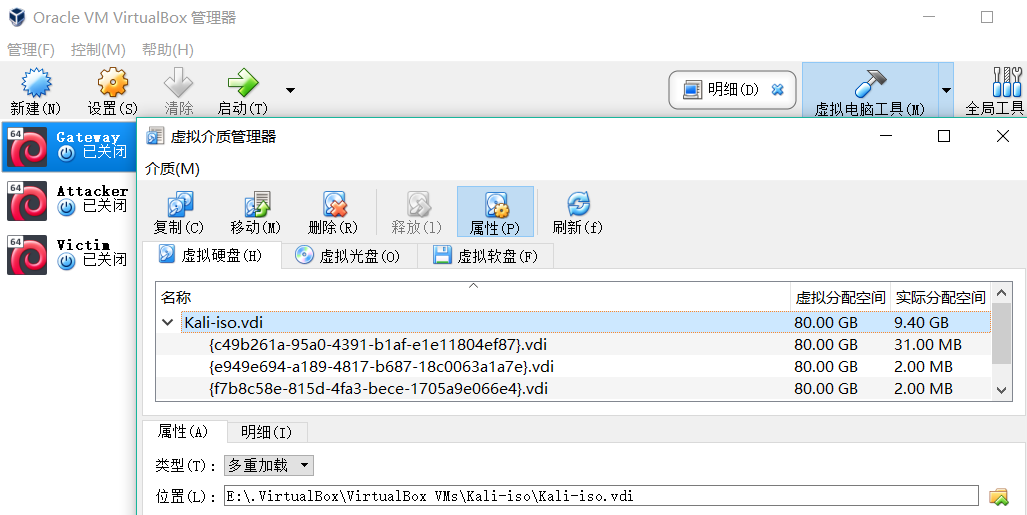 Oracle VM VirtualBox 管理器
管理(F) 控制(M) 帮助(H)
新建(N) 设置(S) 清除 启动(T) 明细(D) 虚拟电脑工具(M) 全局工具
64 Gateway
已关闭
64 Attacker
已关闭
64 Victim
已关闭
虚拟介质管理器
介质(M)
复制(C) 移动(M) 删除(R) 释放(l) 属性(P) 刷新(f)
虚拟硬盘(H) 虚拟光盘(O) 虚拟软盘(F)
名称 虚拟分配空间 实际分配空间
Kali-iso.vdi 80.00 GB 9.40 GB
{c49b261a-95a0-4391-b1af-e1e11804ef87}.vdi 80.00 GB 31.00 MB
{e949e694-a189-4817-b687-18c0063a1a7e}.vdi 80.00 GB 2.00 MB
{f7b8c58e-815d-4fa3-bece-1705a9e066e4}.vdi 80.00 GB 2.00 MB
属性(A) 明细(I)
类型(T)： 多重加载
位置(L)： E:\.VirtualBox\VirtualBox VMs\Kali-iso\Kali-iso.vdi